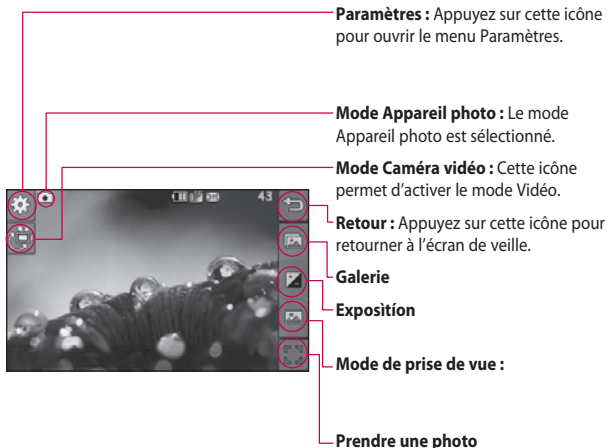 Paramètres : Appuyez sur cette icône
pour ouvrir le menu Paramètres.
Mode Appareil photo : Le mode
Appareil photo est sélectionné.
Mode Caméra vidéo : Cette icône
permet d'activer le mode Vidéo.
43
Retour : Appuyez sur cette icône pour
retourner à l'écran de veille.
Galerie
Exposìtíon
Mode de prise de vue :
Prendre une photo